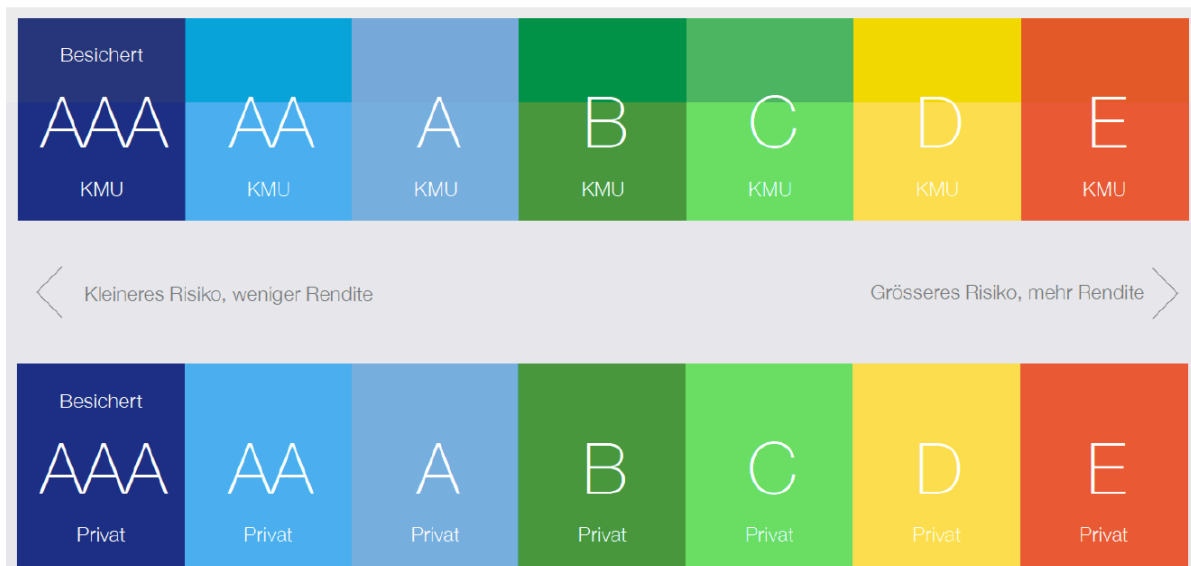 Besichert
AAA AA A B C D E
KMU KMU KMU KMU KMU KMU KMU
Kleineres Risiko, weniger Rendite
Grösseres Risiko, mehr Rendite
Besichert
AAA AA A B C D E
Privat Privat Privat Privat Privat Privat Privat